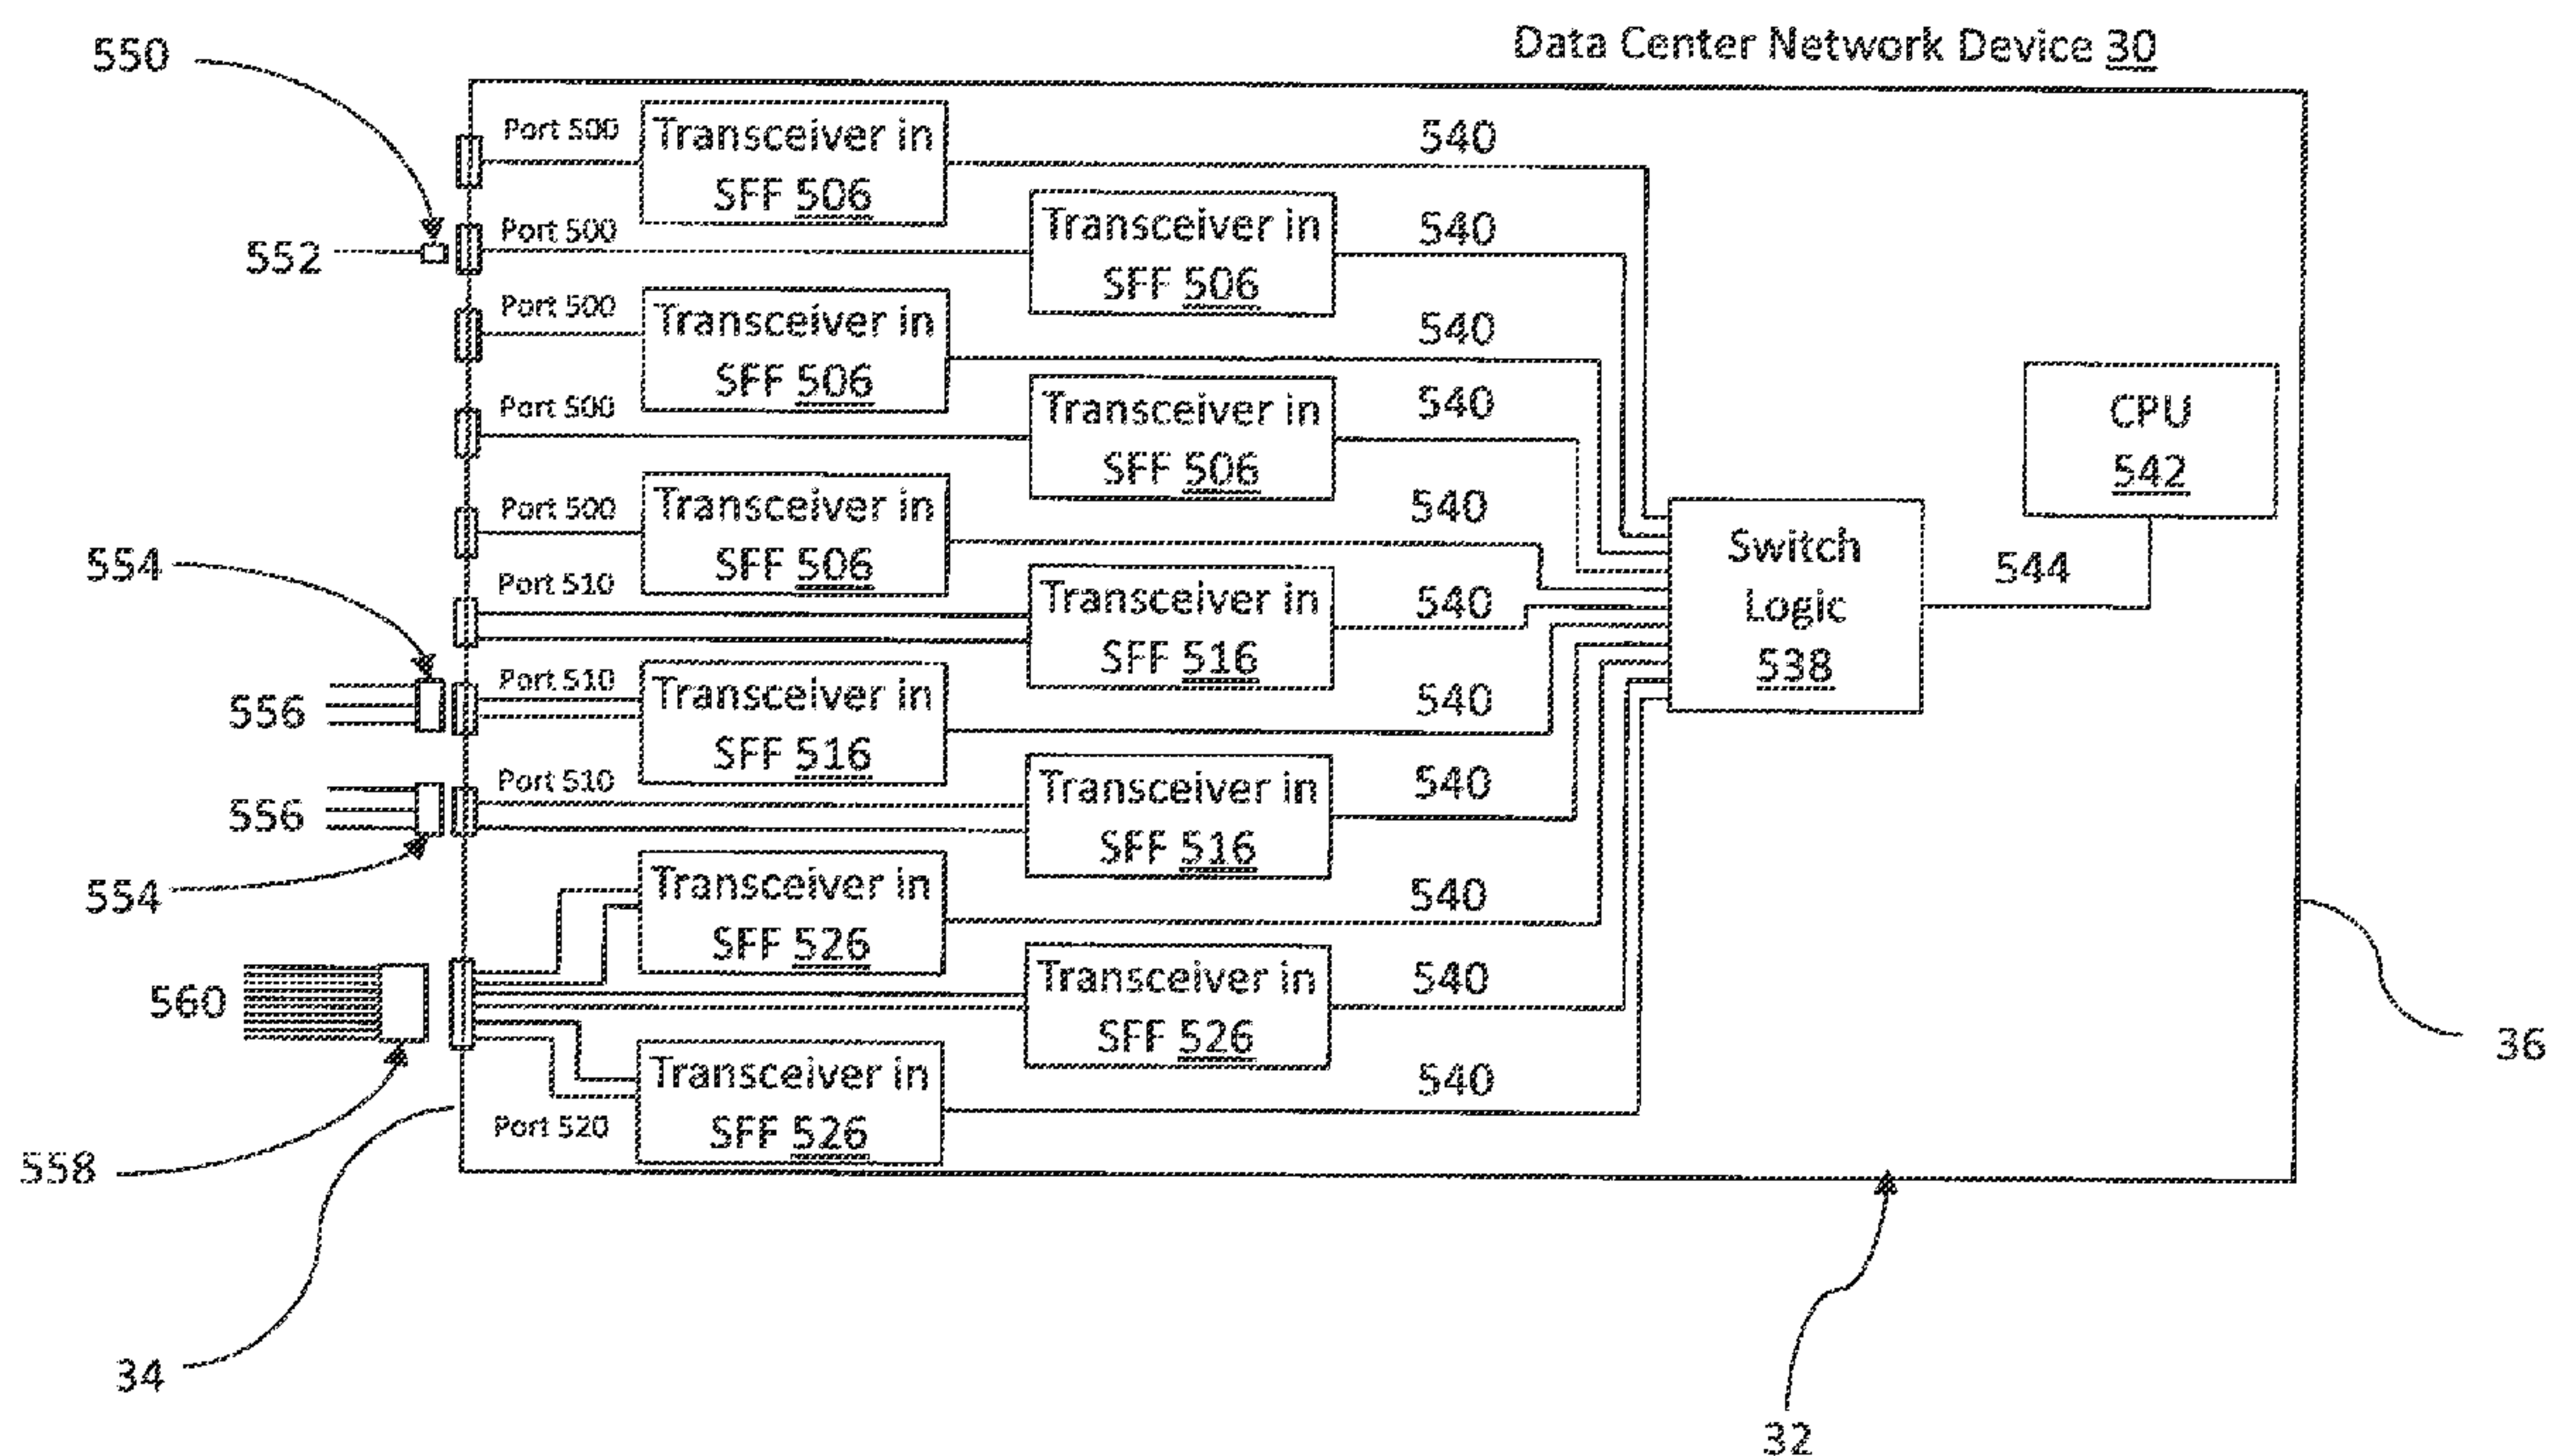 Data Center Network Device 30
550
Port 500
Transceiver in
SFF 506
540
552
Port 500
Transceiver in
SFF 506
540
Port 500
Transceiver in
SFF 506
540
Port 500
Transceiver in
SFF 506
540
CPU
542
Port 500
Transceiver in
SFF 506
540
Switch
Logic
538
544
554
Port 510
Transceiver in
SFF 516
540
556
Port 510
Transceiver in
SFF 516
540
556
Port 510
Transceiver in
SFF 516
540
554
Transceiver in
SFF 526
540
560
Transceiver in
SFF 526
540
36
558
Port 520
Transceiver in
SFF 526
540
34
32